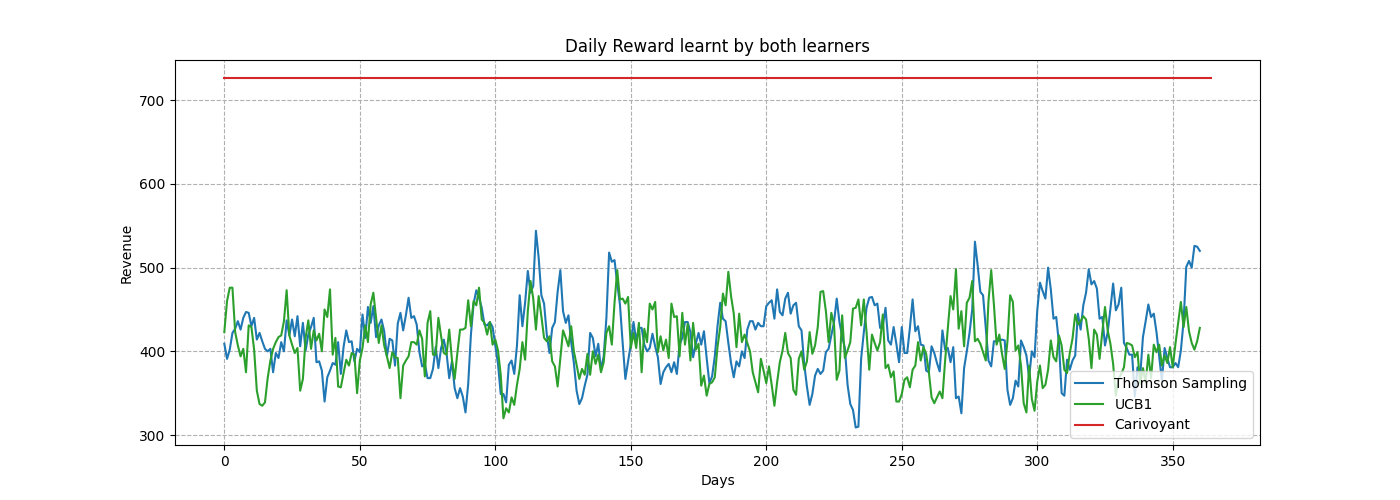 Daily Reward learnt by both learners
Revenue
700
600
500
400
300
0 50 100 150 200 250 300 350
Days
Thomson Sampling
UCB1
Carivoyant